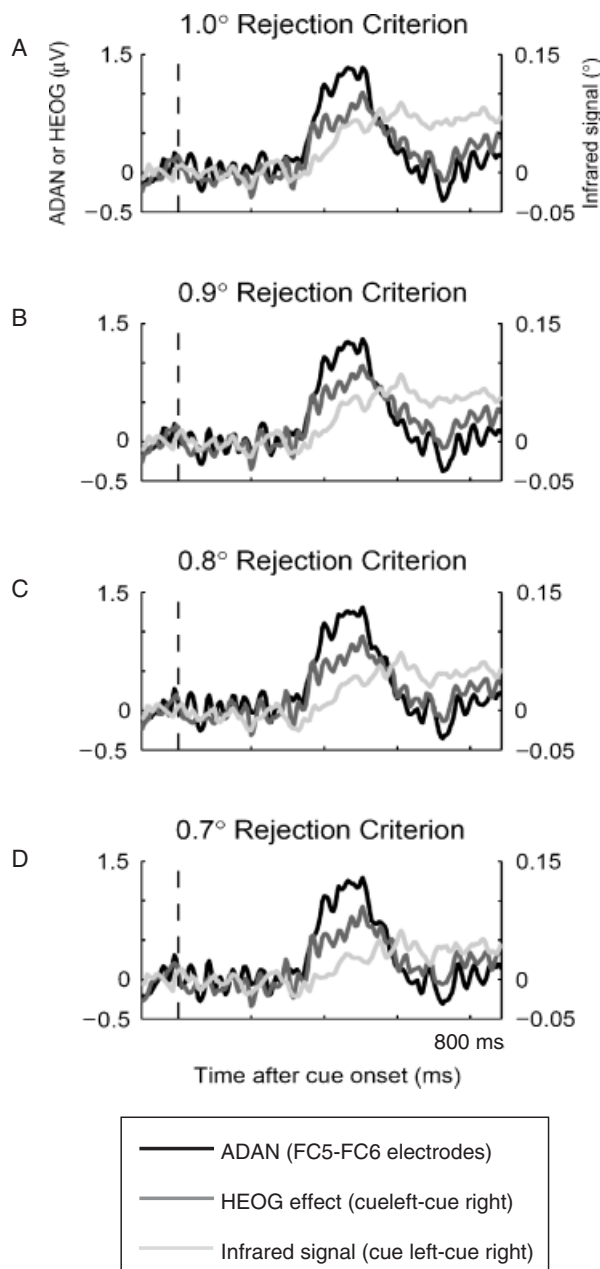 A
1.0° Rejection Criterion
ADAN or HEOG (μV)
1.5
0
−0.5
0.15
0
−0.05
Infrared signal (°)
B
0.9° Rejection Criterion
1.5
0
−0.5
0.15
0
−0.05
C
0.8° Rejection Criterion
1.5
0
−0.5
0.15
0
−0.05
D
0.7° Rejection Criterion
1.5
0
−0.5
0.15
0
−0.05
800 ms
Time after cue onset (ms)
ADAN (FC5-FC6 electrodes)
HEOG effect (cueleft-cue right)
Infrared signal (cue left-cue right)